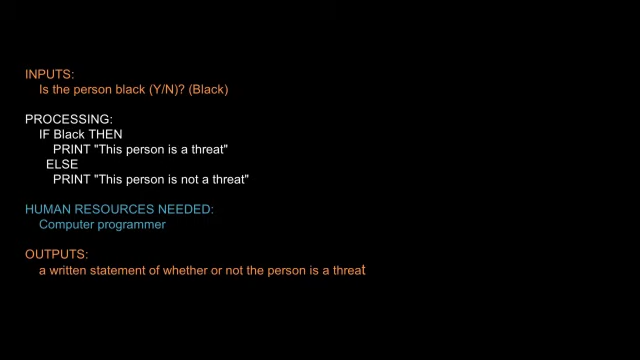 INPUTS:
Is the person black (Y/N)? (Black)
PROCESSING:
IF Black THEN
PRINT "This person is a threat"
ELSE
PRINT "This person is not a threat"
HUMAN RESOURCES NEEDED:
Computer programmer
OUTPUTS:
a written statement of whether or not the person is a threat